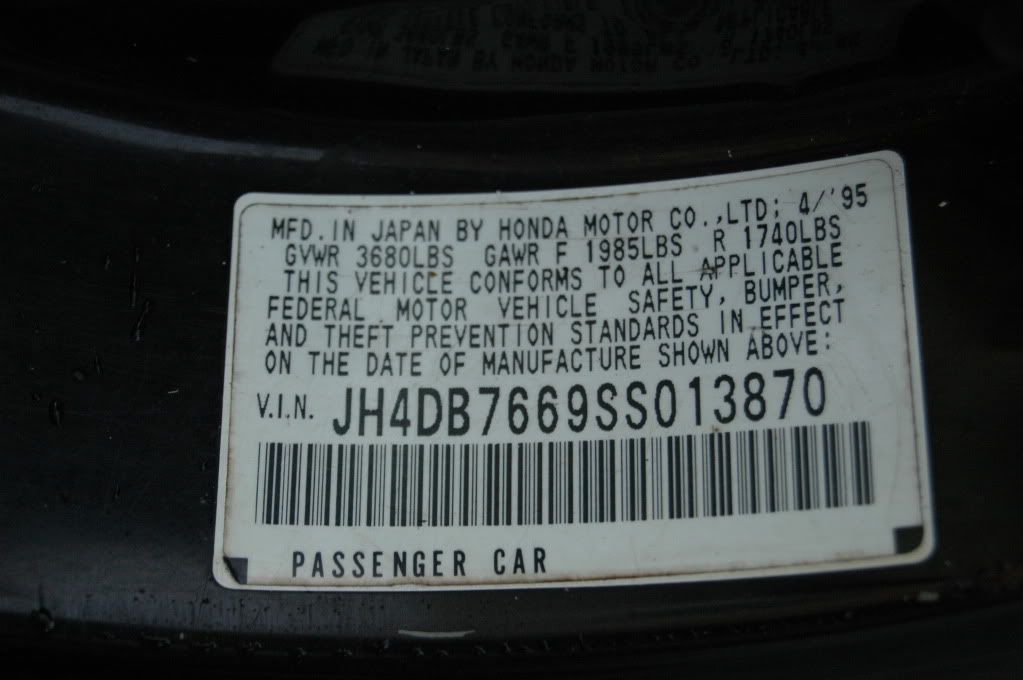 MFD. IN JAPAN BY HONDA MOTOR CO.,LTD; 4/'95
GVWR 3680LBS GAWR F 1985LBS R 1740LBS
THIS VEHICLE CONFORMS TO ALL APPLICABLE
FEDERAL MOTOR VEHICLE SAFETY, BUMPER,
AND THEFT PREVENTION STANDARDS IN EFFECT
ON THE DATE OF MANUFACTURE SHOWN ABOVE:
V.I.N. JH4DB7669SS013870
PASSENGER CAR